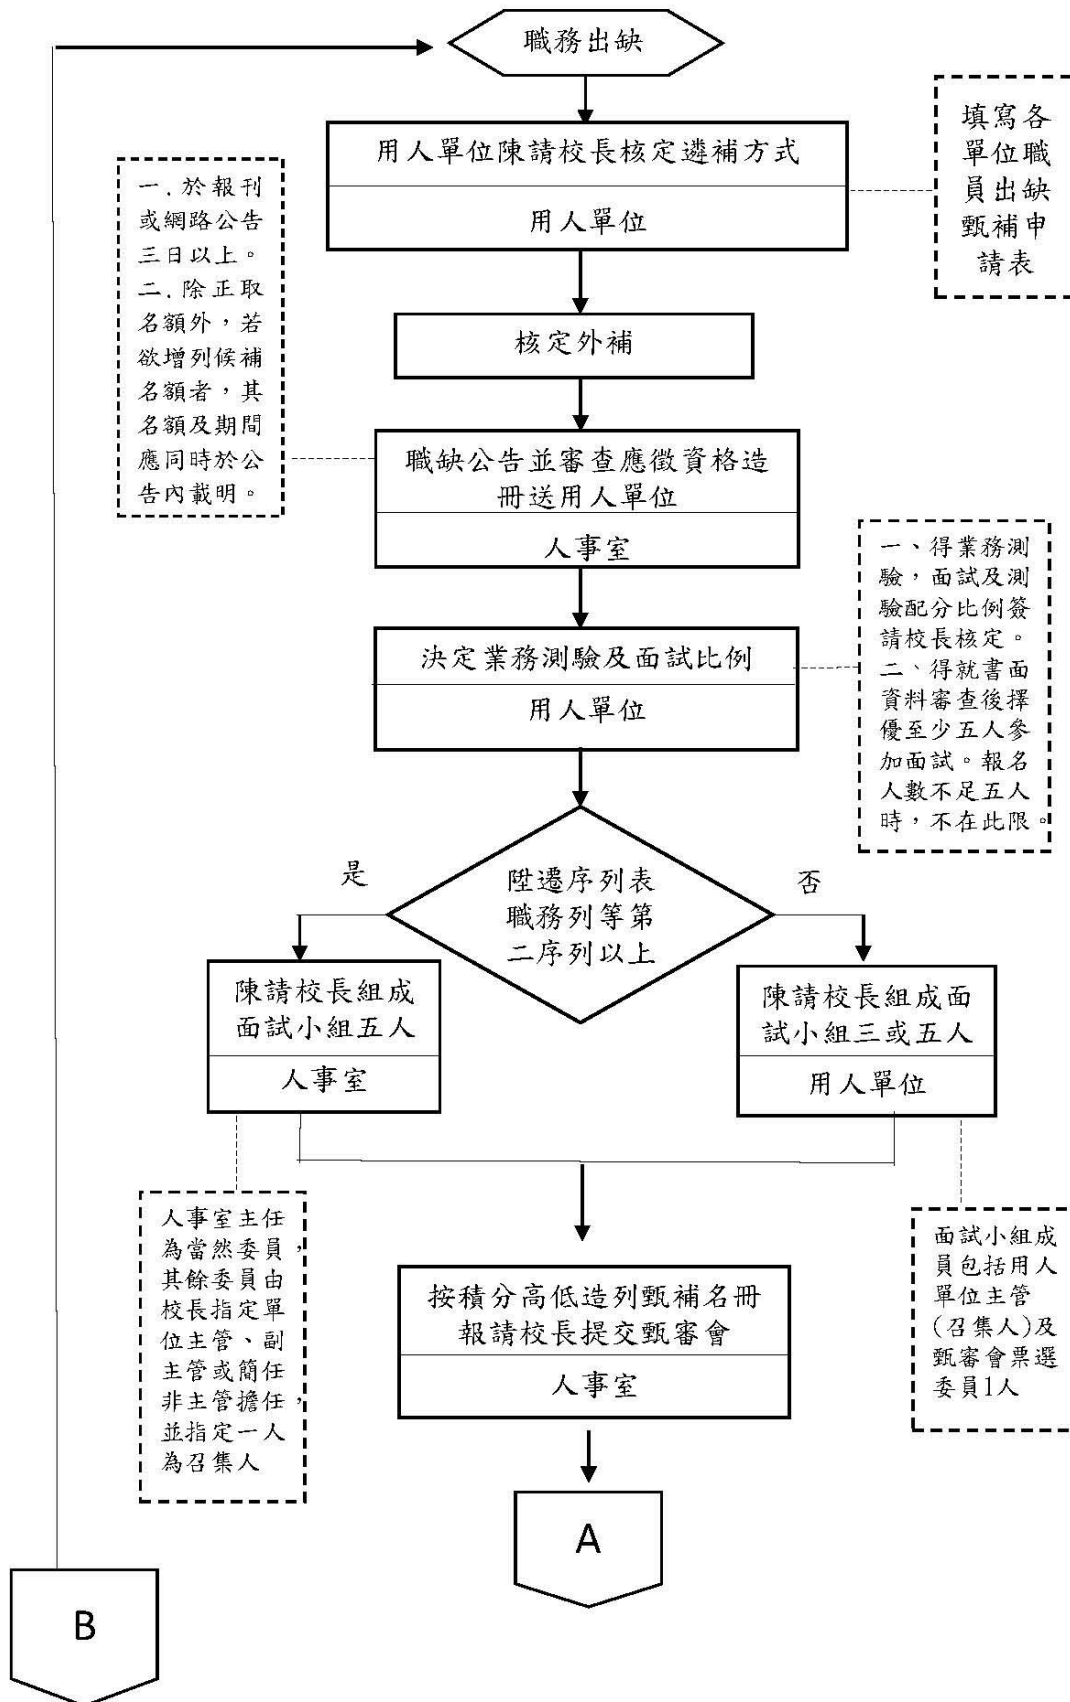 職務出缺
用人單位陳請校長核定遴補方式
用人單位
填寫各
單位職
員出缺
甄補申
請表
一.於報刊
或網路公告
三日以上。
二.除正取
名額外，若
欲增列候補
名額者，其
名額及期間
應同時於公
告內載明。
核定外補
職缺公告並審查應徵資格造
冊送用人單位
人事室
一、得業務測
驗，面試及測
驗配分比例簽
請校長核定。
二、得就書面
資料審查後擇
優至少五人參
加面試。報名
人數不足五人
時，不在此限。
決定業務測驗及面試比例
用人單位
是
陞遷序列表
職務列等第
二序列以上
否
陳請校長組成
面試小組五人
人事室
陳請校長組成面
試小組三或五人
用人單位
人事室主任
為當然委員，
其餘委員由
校長指定單
位主管、副
主管或簡任
非主管擔任，
並指定一人
為召集人
面試小組成
員包括用人
單位主管
(召集人)及
甄審會票選
委員1人
按積分高低造列甄補名冊
報請校長提交甄審會
人事室
A
B